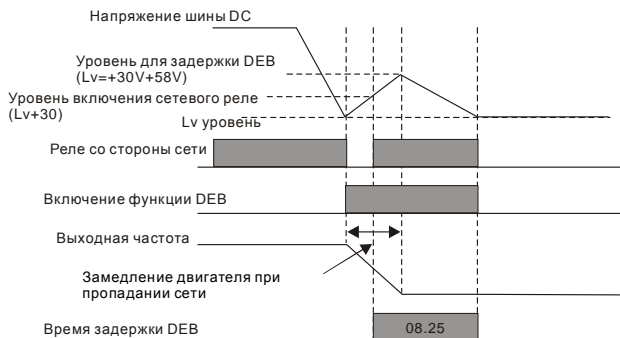 Напряжение шины DC
Уровень для задержки DEB
(Lv=+30V+58V)
Уровень включения сетевого реле
(Lv+30)
Lv уровень
Реле со стороны сети
Включение функции DEB
Выходная частота
Замедление двигателя при
пропадании сети
Время задержки DEB
08.25